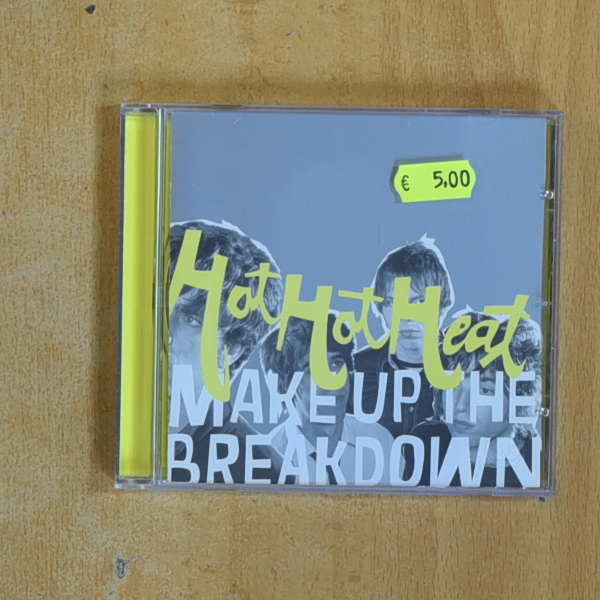 € 5,00
Hot Hot Heat
MAKE UP THE
BREAKDOWN